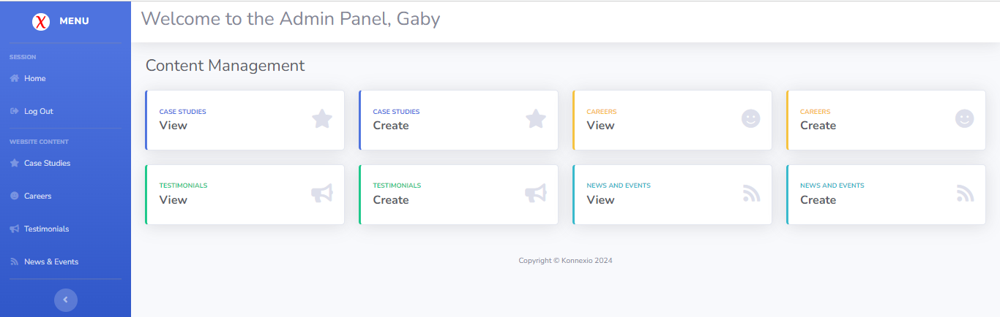 MENU
SESSION
Home
Log Out
WEBSITE CONTENT
Case Studies
Careers
Testimonials
News & Events
Welcome to the Admin Panel, Gaby
Content Management
CASE STUDIES
View
CASE STUDIES
Create
CAREERS
View
CAREERS
Create
TESTIMONIALS
View
TESTIMONIALS
Create
NEWS AND EVENTS
View
NEWS AND EVENTS
Create
Copyright © Konnexio 2024